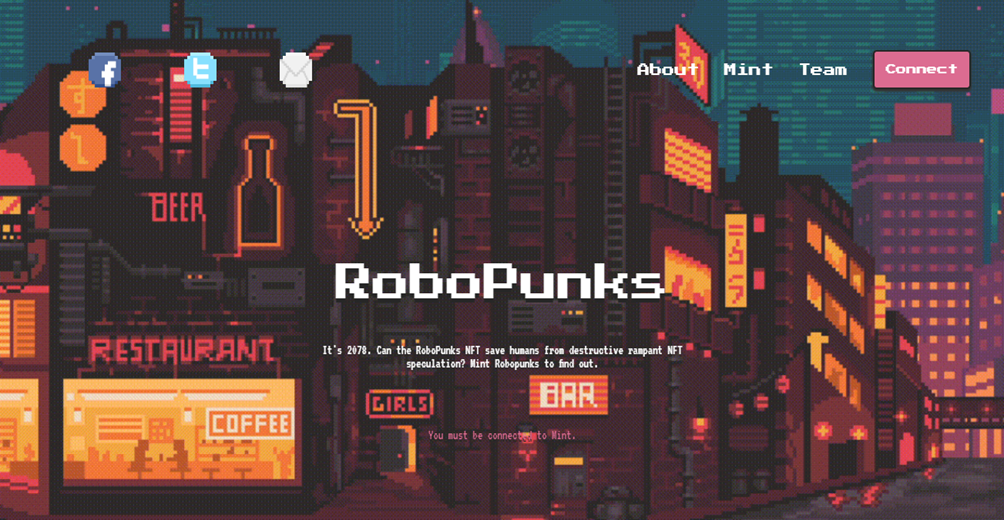 About Mint Team Connect
BEER
RoboPunks
It's 2078. Can the RoboPunks NFT save humans from destructive rampant NFT
speculation? Mint Robopunks to find out.
RESTAURANT
COFFEE
GIRLS
BAR
You must be connected to Mint.